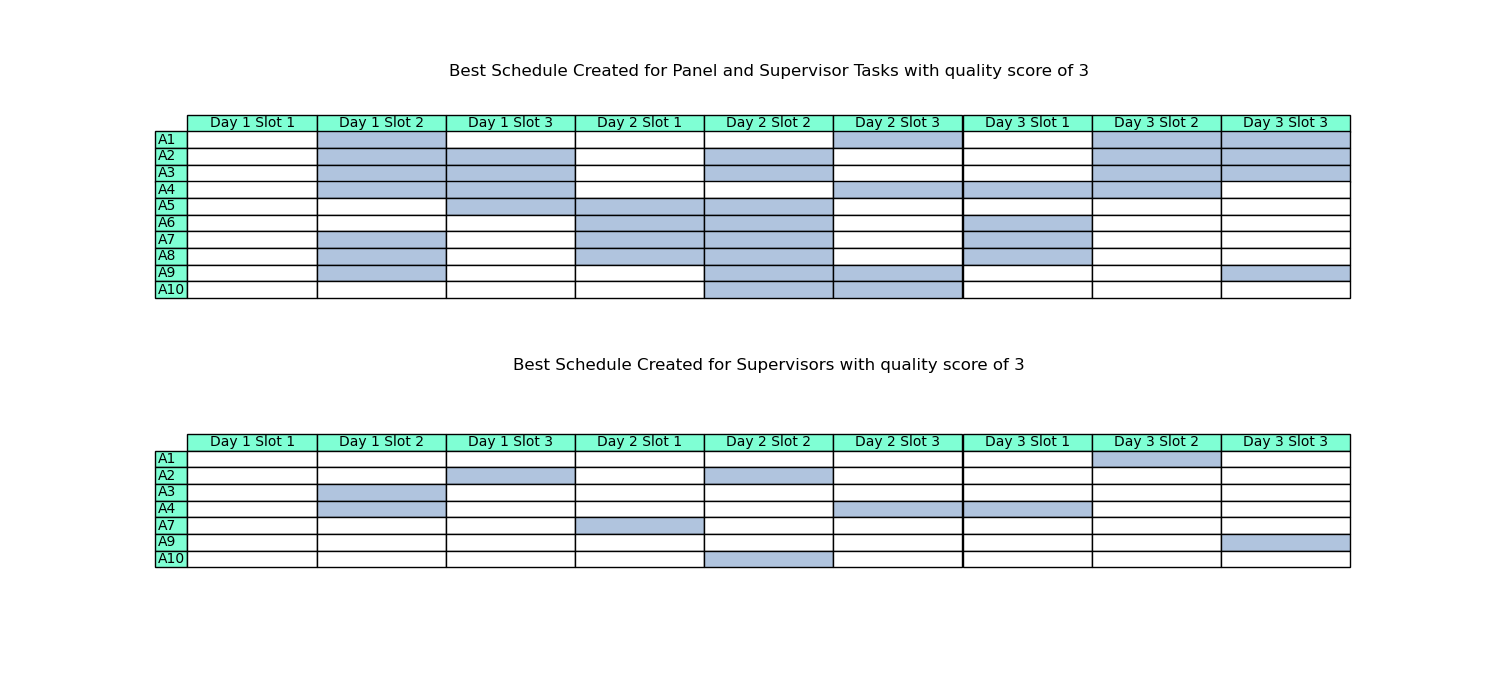 Best Schedule Created for Panel and Supervisor Tasks with quality score of 3
Day 1 Slot 1 Day 1 Slot 2 Day 1 Slot 3 Day 2 Slot 1 Day 2 Slot 2 Day 2 Slot 3 Day 3 Slot 1 Day 3 Slot 2 Day 3 Slot 3
A1
A2
A3
A4
A5
A6
A7
A8
A9
A10
Best Schedule Created for Supervisors with quality score of 3
Day 1 Slot 1 Day 1 Slot 2 Day 1 Slot 3 Day 2 Slot 1 Day 2 Slot 2 Day 2 Slot 3 Day 3 Slot 1 Day 3 Slot 2 Day 3 Slot 3
A1
A2
A3
A4
A7
A9
A10